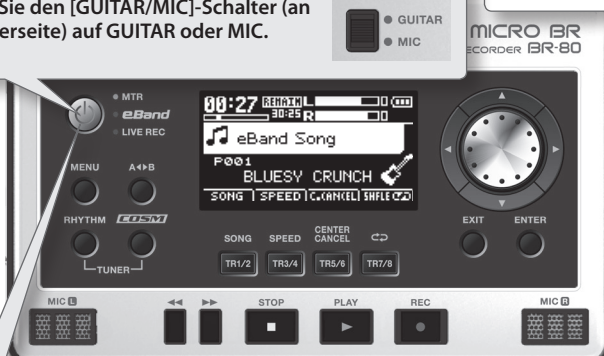 Sie den [GUITAR/MIC]-Schalter (an
erseite) auf GUITAR oder MIC.
GUITAR
MIC
MICRO BR
ECORDER BR-80
MTR
eBand
LIVE REC
MENU
A◄►B
RHYTHM
COSM
TUNER
00:27 REMAIN L
30:25 R
eBand Song
P001
BLUESY CRUNCH
SONG SPEED C.CANCEL SHFLE
EXIT
ENTER
SONG
SPEED
CENTER
CANCEL
TR1/2
TR3/4
TR5/6
TR7/8
MIC L
◄◄
►►
STOP
PLAY
REC
MIC R